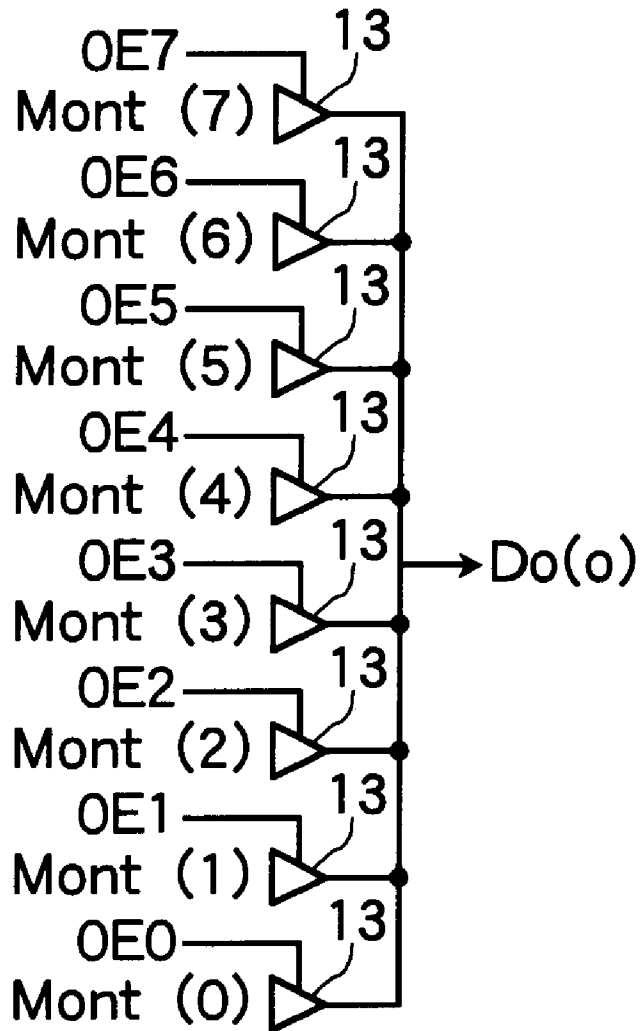 OE7 13
Mont (7)
OE6 13
Mont (6)
OE5 13
Mont (5)
OE4 13
Mont (4)
OE3 13
Do(o)
Mont (3)
OE2 13
Mont (2)
OE1 13
Mont (1)
OE0 13
Mont (0)